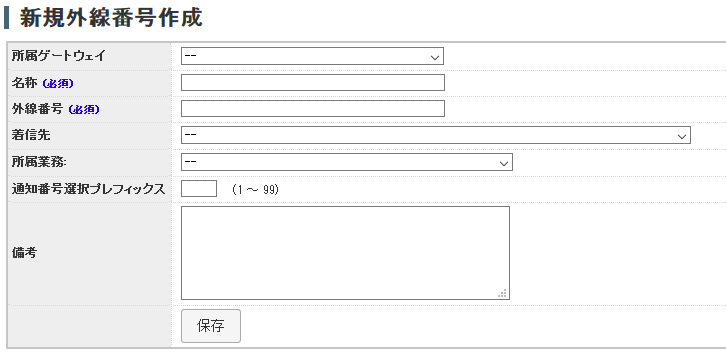 新規外線番号作成
所属ゲートウェイ --
名称 (必須)
外線番号 (必須)
着信先 --
所属業務: --
通知番号選択プレフィックス (1 ～ 99)
備考
保存